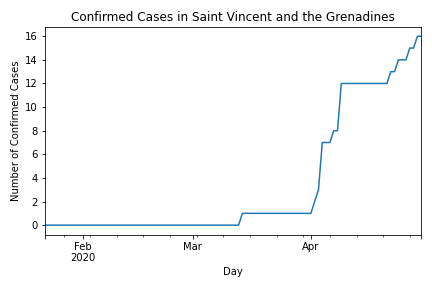 Confirmed Cases in Saint Vincent and the Grenadines
Number of Confirmed Cases
16
14
12
10
8
6
4
2
0
Feb Mar Apr
2020
Day